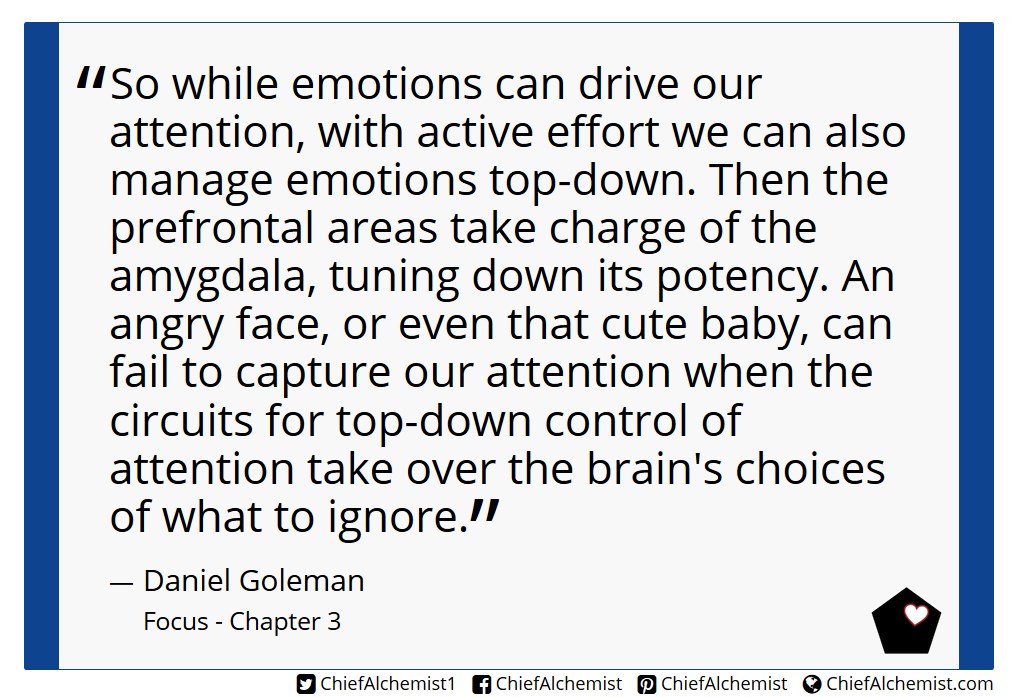 “So while emotions can drive our
attention, with active effort we can also
manage emotions top-down. Then the
prefrontal areas take charge of the
amygdala, tuning down its potency. An
angry face, or even that cute baby, can
fail to capture our attention when the
circuits for top-down control of
attention take over the brain's choices
of what to ignore.”
— Daniel Goleman
Focus - Chapter 3
ChiefAlchemist1 ChiefAlchemist ChiefAlchemist ChiefAlchemist.com